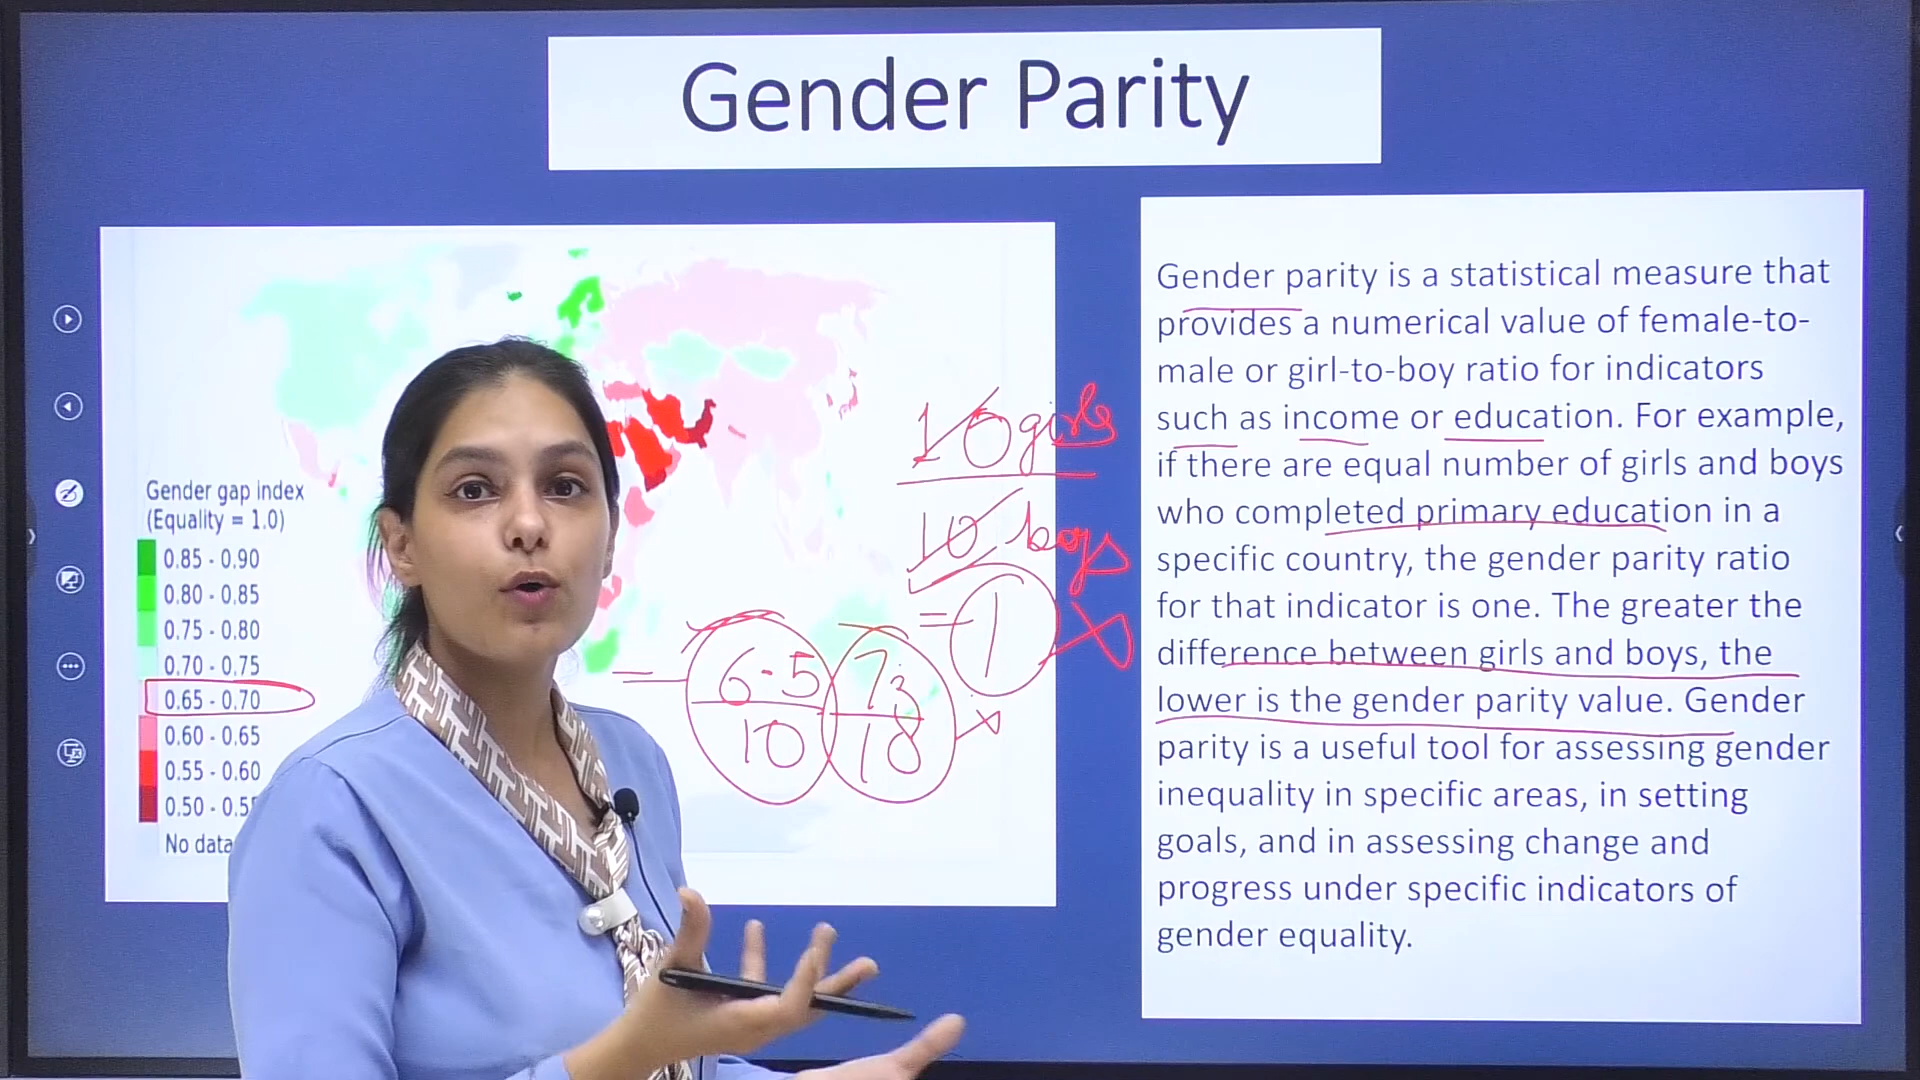 Gender Parity
Gender gap index
(Equality = 1.0)
0.85 - 0.90
0.80 - 0.85
0.75 - 0.80
0.70 - 0.75
0.65 - 0.70
0.60 - 0.65
0.55 - 0.60
0.50 - 0.55
No data
10 girls
10 boys
= 1
= 6.5
10
7
10
Gender parity is a statistical measure that
provides a numerical value of female-to-
male or girl-to-boy ratio for indicators
such as income or education. For example,
if there are equal number of girls and boys
who completed primary education in a
specific country, the gender parity ratio
for that indicator is one. The greater the
difference between girls and boys, the
lower is the gender parity value. Gender
parity is a useful tool for assessing gender
inequality in specific areas, in setting
goals, and in assessing change and
progress under specific indicators of
gender equality.